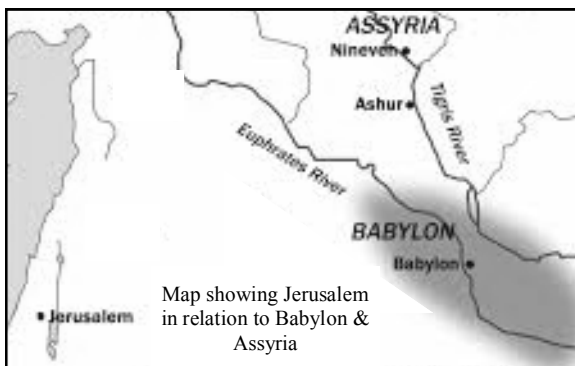 ASSYRIA
Nineveh
Ashur
Tigris River
Euphrates River
BABYLON
Babylon
Jerusalem
Map showing Jerusalem
in relation to Babylon &
Assyria